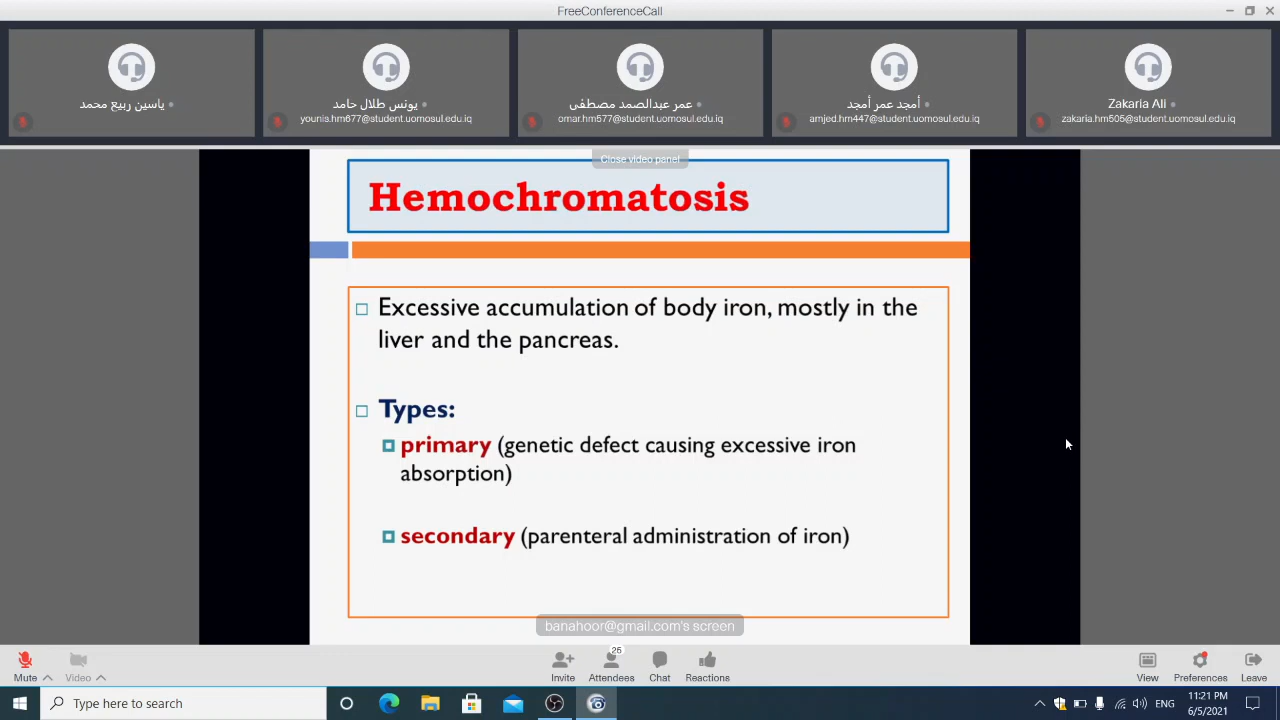 FreeConferenceCall
ياسين ربيع محمد
يونس طلال حامد
younis.hm677@student.uomosul.edu.iq
عمر عبدالصمد مصطفى
omar.hm577@student.uomosul.edu.iq
أمجد عمر أمجد
amjed.hm447@student.uomosul.edu.iq
Zakaria Ali
zakaria.hm505@student.uomosul.edu.iq
Close video panel
Hemochromatosis
Excessive accumulation of body iron, mostly in the
liver and the pancreas.
Types:
primary (genetic defect causing excessive iron
absorption)
secondary (parenteral administration of iron)
banahoor@gmail.com's screen
Mute
Video
Invite
26
Attendees
Chat
Reactions
View
Preferences
Leave
Type here to search
ENG
11:21 PM
6/5/2021